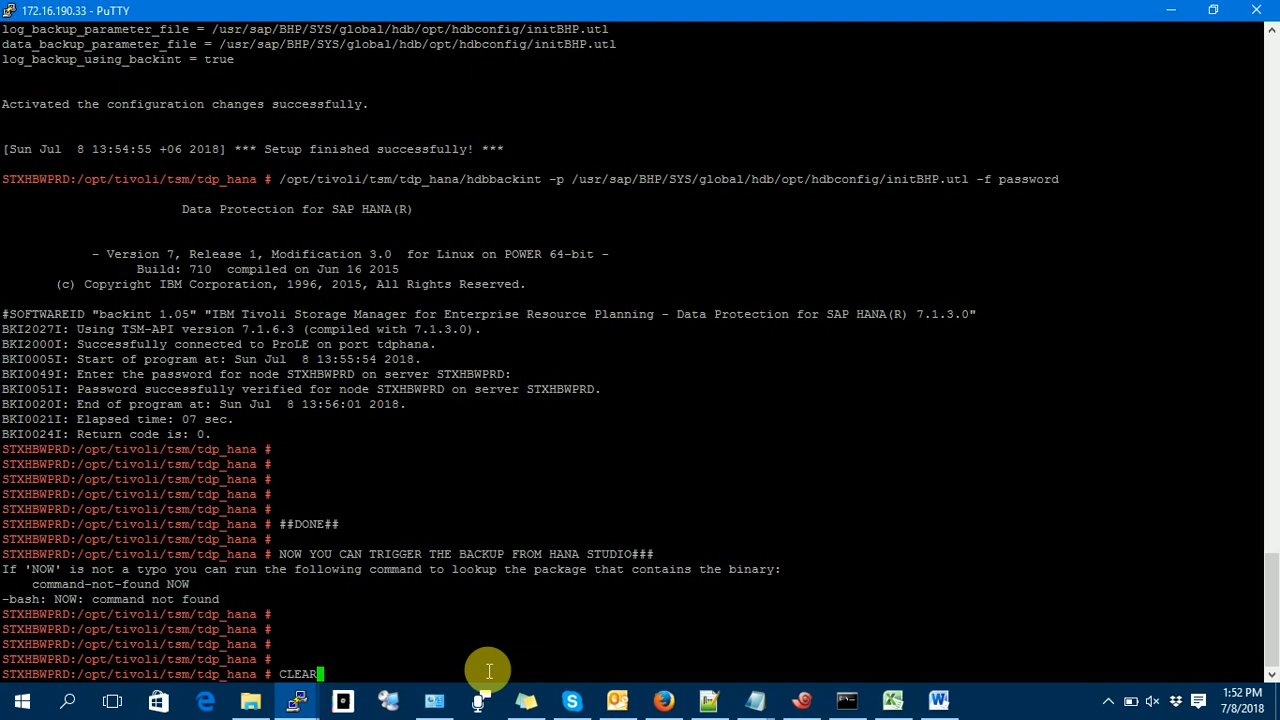 172.16.190.33 - PuTTY
log_backup_parameter_file = /usr/sap/BHP/SYS/global/hdb/opt/hdbconfig/initBHP.utl
data_backup_parameter_file = /usr/sap/BHP/SYS/global/hdb/opt/hdbconfig/initBHP.utl
log_backup_using_backint = true
Activated the configuration changes successfully.
[Sun Jul  8 13:54:55 +06 2018] *** Setup finished successfully! ***
STXHBWPRD:/opt/tivoli/tsm/tdp_hana # /opt/tivoli/tsm/tdp_hana/hdbbackint -p /usr/sap/BHP/SYS/global/hdb/opt/hdbconfig/initBHP.utl -f password
Data Protection for SAP HANA(R)
- Version 7, Release 1, Modification 3.0  for Linux on POWER 64-bit -
Build: 710  compiled on Jun 16 2015
(c) Copyright IBM Corporation, 1996, 2015, All Rights Reserved.
#SOFTWAREID "backint 1.05" "IBM Tivoli Storage Manager for Enterprise Resource Planning - Data Protection for SAP HANA(R) 7.1.3.0"
BKI2027I: Using TSM-API version 7.1.6.3 (compiled with 7.1.3.0).
BKI2000I: Successfully connected to ProLE on port tdphana.
BKI0005I: Start of program at: Sun Jul  8 13:55:54 2018.
BKI0049I: Enter the password for node STXHBWPRD on server STXHBWPRD:
BKI0051I: Password successfully verified for node STXHBWPRD on server STXHBWPRD.
BKI0020I: End of program at: Sun Jul  8 13:56:01 2018.
BKI0021I: Elapsed time: 07 sec.
BKI0024I: Return code is: 0.
STXHBWPRD:/opt/tivoli/tsm/tdp_hana #
STXHBWPRD:/opt/tivoli/tsm/tdp_hana #
STXHBWPRD:/opt/tivoli/tsm/tdp_hana #
STXHBWPRD:/opt/tivoli/tsm/tdp_hana #
STXHBWPRD:/opt/tivoli/tsm/tdp_hana #
STXHBWPRD:/opt/tivoli/tsm/tdp_hana # ##DONE##
STXHBWPRD:/opt/tivoli/tsm/tdp_hana #
STXHBWPRD:/opt/tivoli/tsm/tdp_hana # NOW YOU CAN TRIGGER THE BACKUP FROM HANA STUDIO###
If 'NOW' is not a typo you can run the following command to lookup the package that contains the binary:
command-not-found NOW
-bash: NOW: command not found
STXHBWPRD:/opt/tivoli/tsm/tdp_hana #
STXHBWPRD:/opt/tivoli/tsm/tdp_hana #
STXHBWPRD:/opt/tivoli/tsm/tdp_hana #
STXHBWPRD:/opt/tivoli/tsm/tdp_hana #
STXHBWPRD:/opt/tivoli/tsm/tdp_hana # CLEAR
1:52 PM
7/8/2018